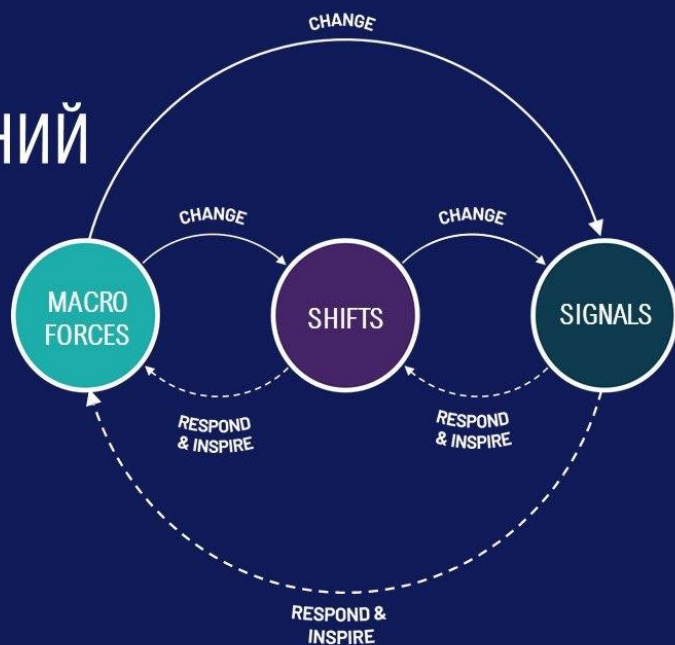 CHANGE
НИЙ
CHANGE
CHANGE
MACRO
FORCES
SHIFTS
SIGNALS
RESPOND
& INSPIRE
RESPOND
& INSPIRE
RESPOND &
INSPIRE